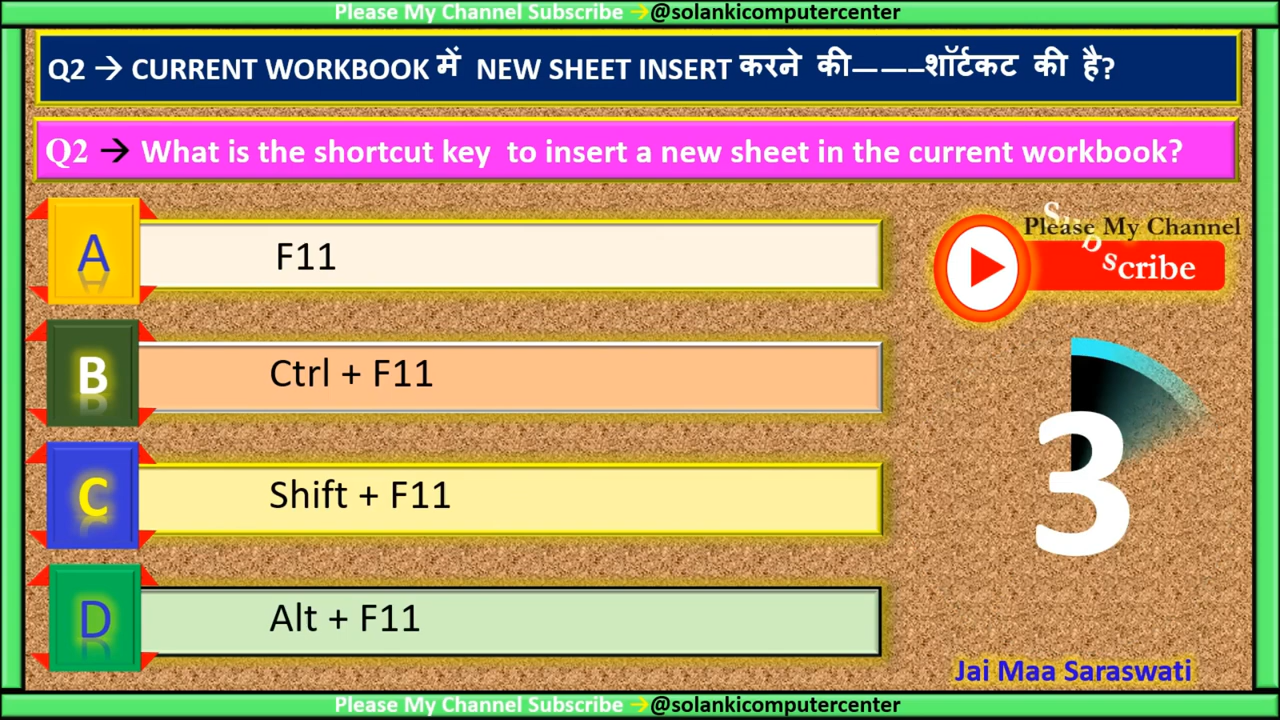 Please My Channel Subscribe →@solankicomputercenter
Q2 → CURRENT WORKBOOK में NEW SHEET INSERT करने की———शॉर्टकट की है?
Q2 → What is the shortcut key to insert a new sheet in the current workbook?
A F11
B Ctrl + F11
C Shift + F11
D Alt + F11
Please My Channel
Subscribe
3
Jai Maa Saraswati
Please My Channel Subscribe →@solankicomputercenter